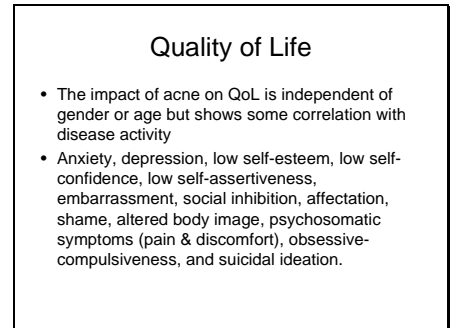 Quality of Life
• The impact of acne on QoL is independent of
gender or age but shows some correlation with
disease activity
• Anxiety, depression, low self-esteem, low self-
confidence, low self-assertiveness,
embarrassment, social inhibition, affectation,
shame, altered body image, psychosomatic
symptoms (pain & discomfort), obsessive-
compulsiveness, and suicidal ideation.